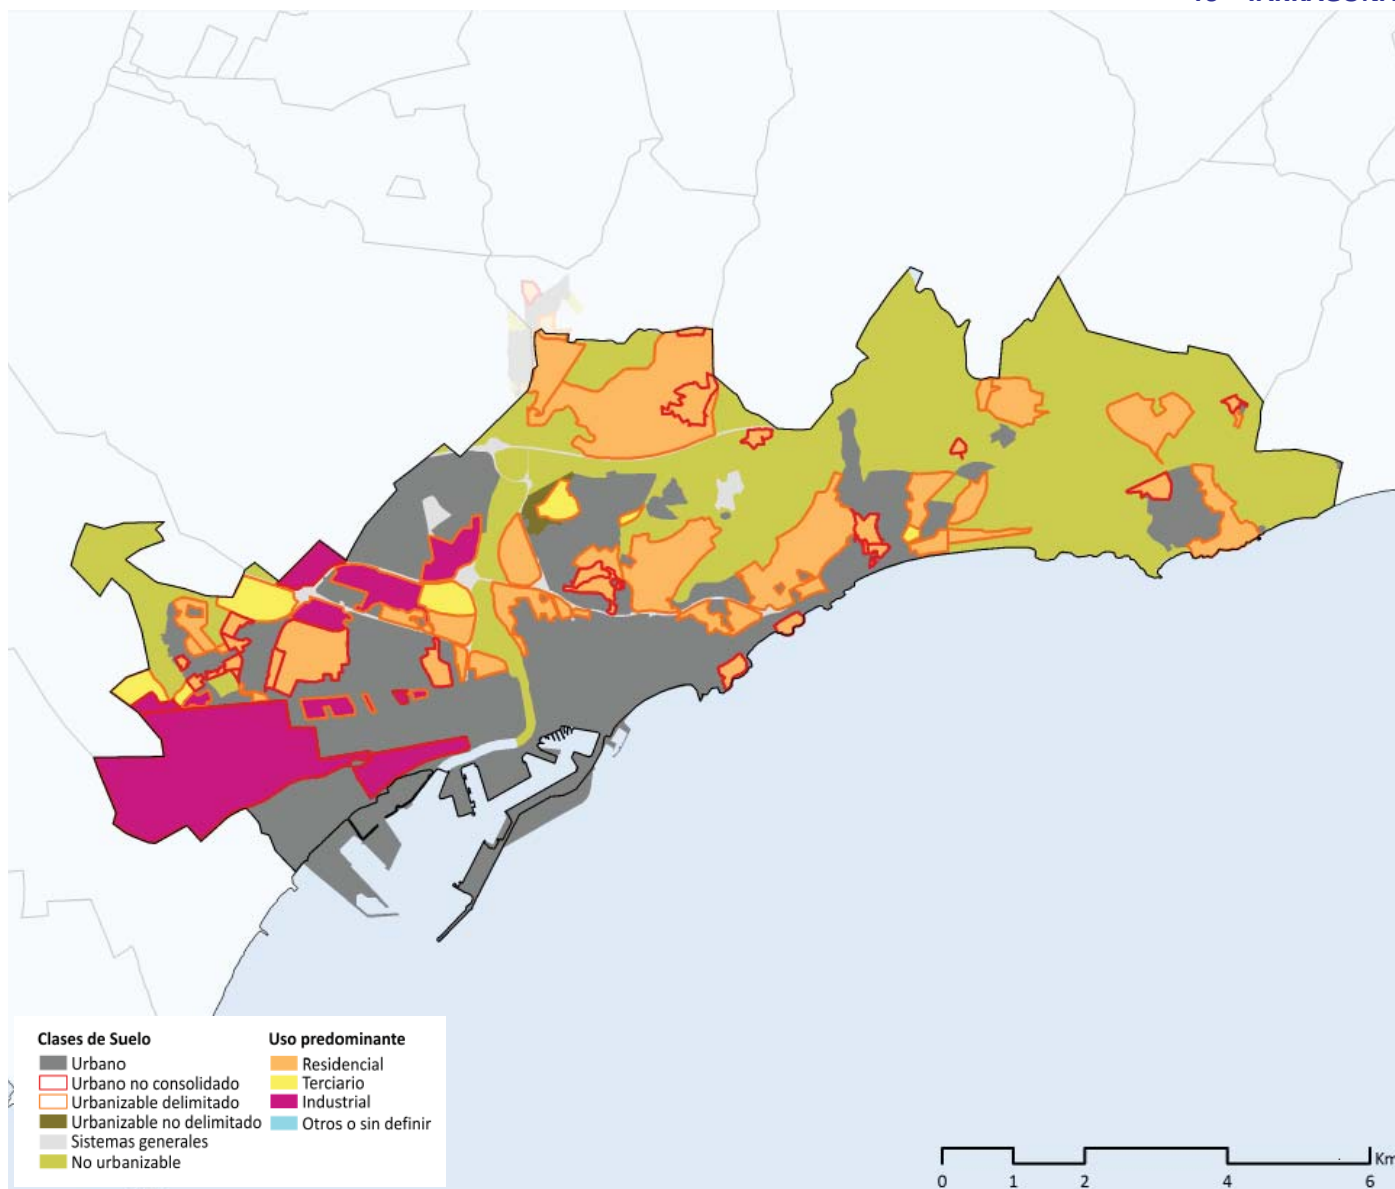 Clases de Suelo
Urbano
Urbano no consolidado
Urbanizable delimitado
Urbanizable no delimitado
Sistemas generales
No urbanizable
Uso predominante
Residencial
Terciario
Industrial
Otros o sin definir
0 1 2 4 6 Km